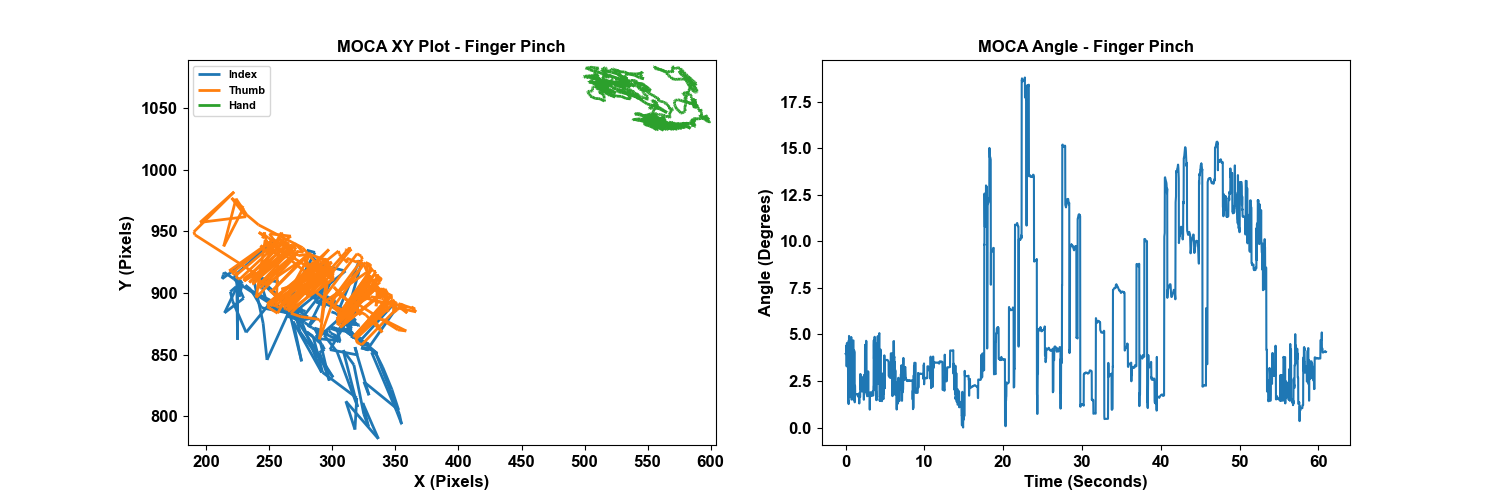 MOCA XY Plot - Finger Pinch
Index
Thumb
Hand
1050
1000
950
900
850
800
Y (Pixels)
200 250 300 350 400 450 500 550 600
X (Pixels)
MOCA Angle - Finger Pinch
17.5
15.0
12.5
10.0
7.5
5.0
2.5
0.0
Angle (Degrees)
0 10 20 30 40 50 60
Time (Seconds)